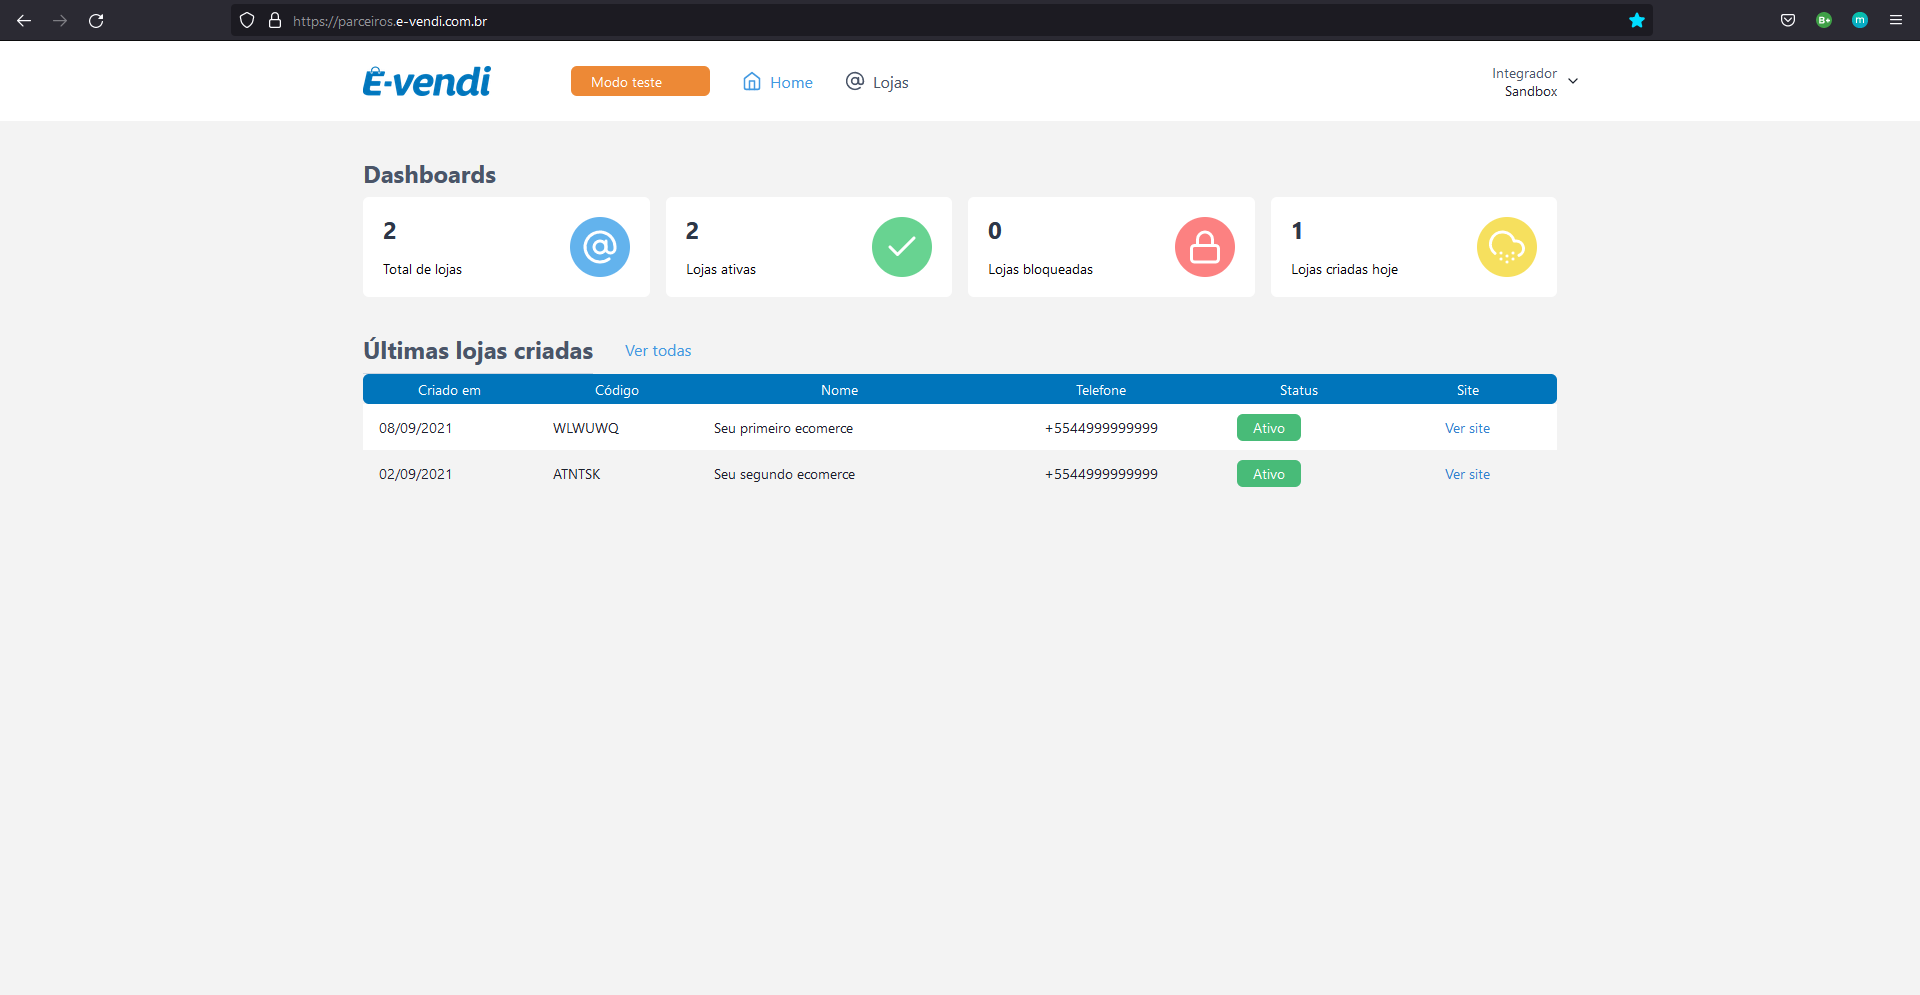 https://parceiros.e-vendi.com.br
B+
m
E-vendi
Modo teste
Home
Lojas
Integrador
Sandbox
Dashboards
2
Total de lojas
2
Lojas ativas
0
Lojas bloqueadas
1
Lojas criadas hoje
Últimas lojas criadas Ver todas
Criado em Código Nome Telefone Status Site
08/09/2021 WLWUWQ Seu primeiro ecomerce +5544999999999 Ativo Ver site
02/09/2021 ATNTSK Seu segundo ecomerce +5544999999999 Ativo Ver site